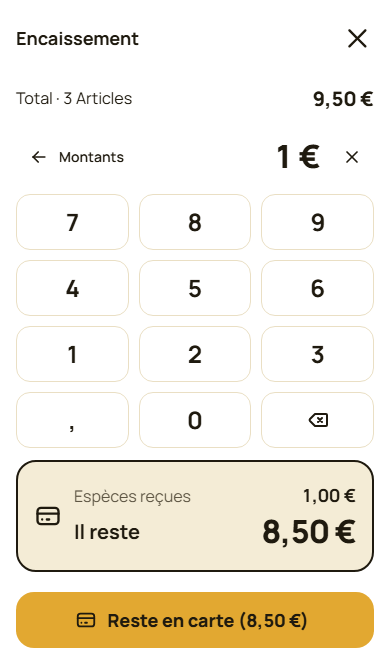 Encaissement
Total · 3 Articles 9,50 €
Montants 1 €
7 8 9
4 5 6
1 2 3
, 0
Espèces reçues 1,00 €
Il reste 8,50 €
Reste en carte (8,50 €)